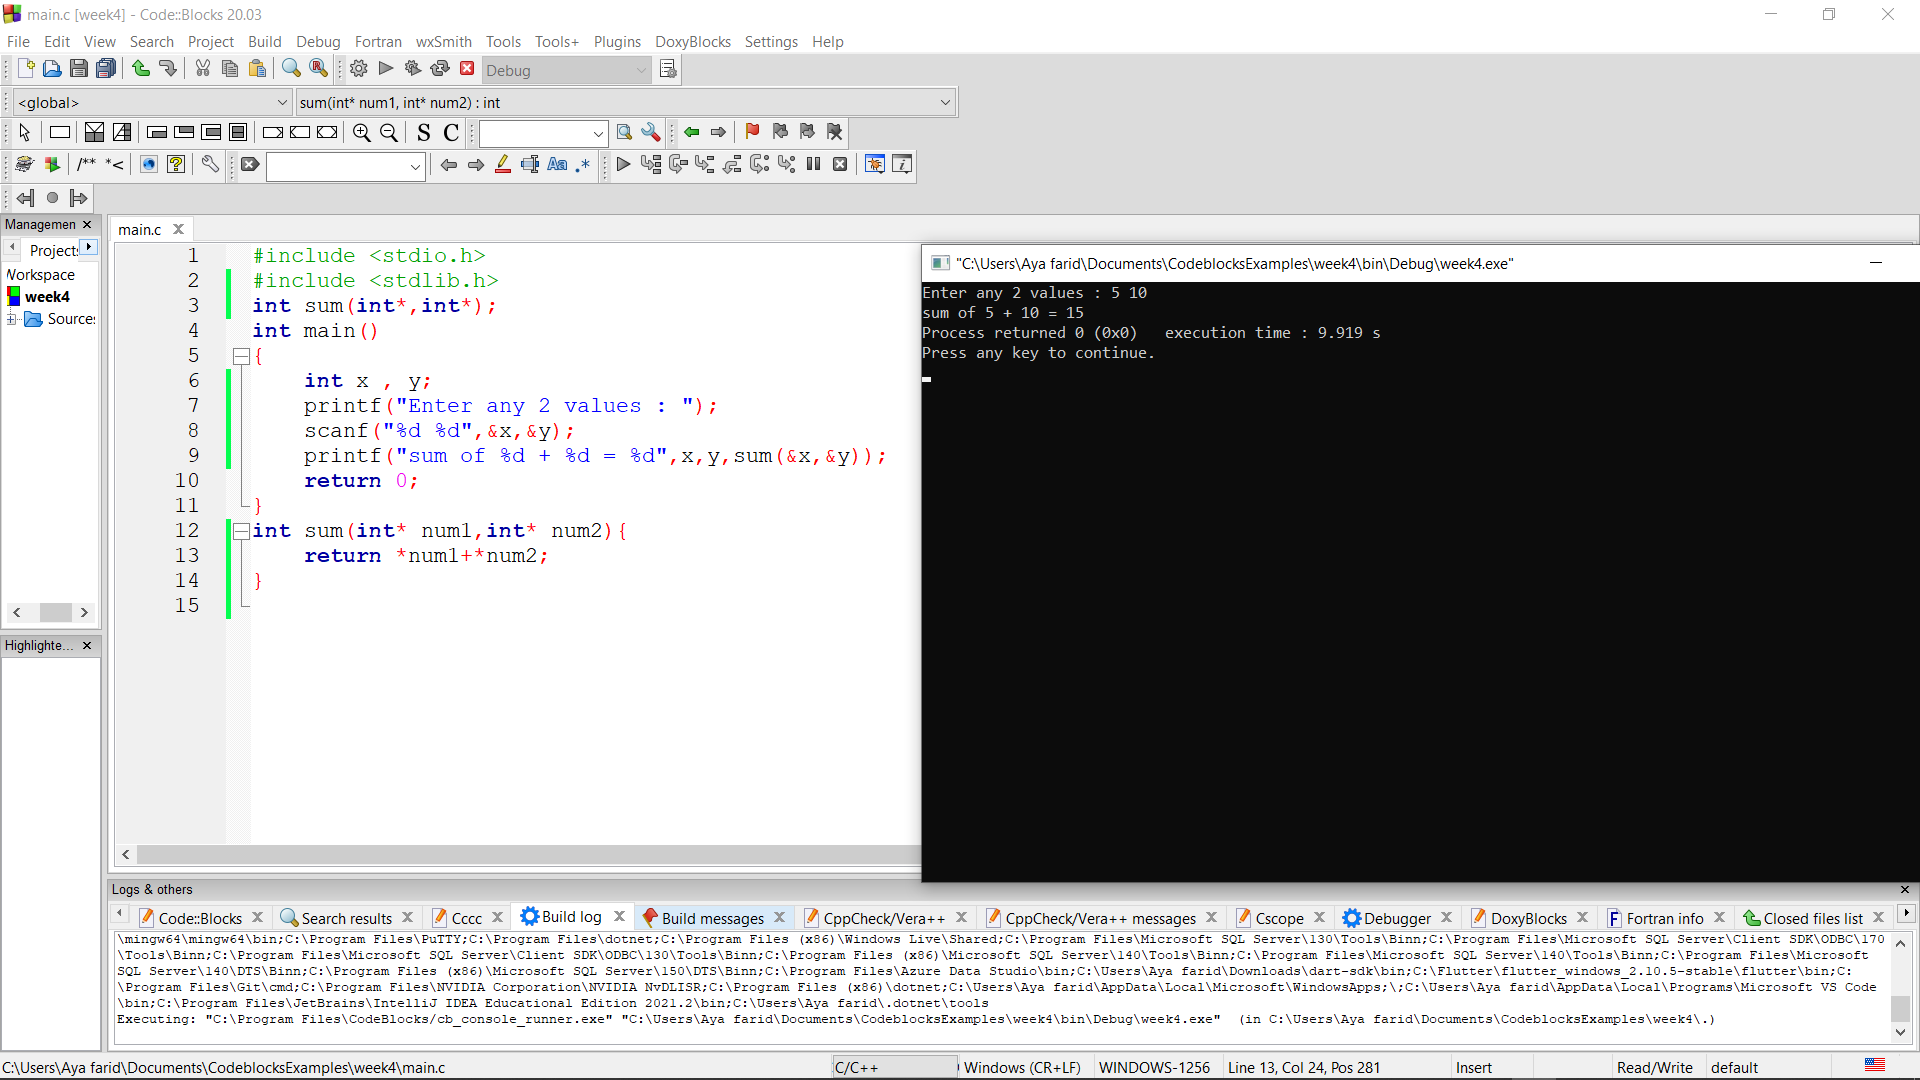 main.c [week4] - Code::Blocks 20.03
File Edit View Search Project Build Debug Fortran wxSmith Tools Tools+ Plugins DoxyBlocks Settings Help
Debug
<global>
sum(int* num1, int* num2) : int
S C
/** *<
Aa .*
Managemen
Projects
Workspace
week4
Sources
Highlighte...
main.c
1 #include <stdio.h>
2 #include <stdlib.h>
3 int sum(int*,int*);
4 int main()
5 {
6 int x , y;
7 printf("Enter any 2 values : ");
8 scanf("%d %d",&x,&y);
9 printf("sum of %d + %d = %d",x,y,sum(&x,&y));
10 return 0;
11 }
12 int sum(int* num1,int* num2){
13 return *num1+*num2;
14 }
15
"C:\Users\Aya farid\Documents\CodeblocksExamples\week4\bin\Debug\week4.exe"
Enter any 2 values : 5 10
sum of 5 + 10 = 15
Process returned 0 (0x0)   execution time : 9.919 s
Press any key to continue.
Logs & others
Code::Blocks Search results Cccc Build log Build messages CppCheck/Vera++ CppCheck/Vera++ messages Cscope Debugger DoxyBlocks Fortran info Closed files list
\mingw64\mingw64\bin;C:\Program Files\PuTTY;C:\Program Files\dotnet;C:\Program Files (x86)\Windows Live\Shared;C:\Program Files\Microsoft SQL Server\130\Tools\Binn;C:\Program Files\Microsoft SQL Server\Client SDK\ODBC\170
\Tools\Binn;C:\Program Files\Microsoft SQL Server\Client SDK\ODBC\130\Tools\Binn;C:\Program Files (x86)\Microsoft SQL Server\140\Tools\Binn;C:\Program Files\Microsoft SQL Server\140\Tools\Binn;C:\Program Files\Microsoft
SQL Server\140\DTS\Binn;C:\Program Files (x86)\Microsoft SQL Server\150\DTS\Binn;C:\Program Files\Azure Data Studio\bin;C:\Users\Aya farid\Downloads\dart-sdk\bin;C:\Flutter\flutter_windows_2.10.5-stable\flutter\bin;C:
\Program Files\Git\cmd;C:\Program Files\NVIDIA Corporation\NVIDIA NvDLISR;C:\Program Files (x86)\dotnet;C:\Users\Aya farid\AppData\Local\Microsoft\WindowsApps;\;C:\Users\Aya farid\AppData\Local\Programs\Microsoft VS Code
\bin;C:\Program Files\JetBrains\IntelliJ IDEA Educational Edition 2021.2\bin;C:\Users\Aya farid\.dotnet\tools
Executing: "C:\Program Files\CodeBlocks/cb_console_runner.exe" "C:\Users\Aya farid\Documents\CodeblocksExamples\week4\bin\Debug\week4.exe"  (in C:\Users\Aya farid\Documents\CodeblocksExamples\week4\.)
C:\Users\Aya farid\Documents\CodeblocksExamples\week4\main.c C/C++ Windows (CR+LF) WINDOWS-1256 Line 13, Col 24, Pos 281 Insert Read/Write default